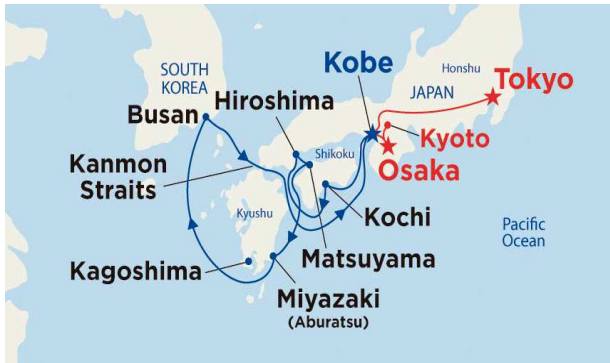 SOUTH
KOREA
Busan
Hiroshima
Kobe
Honshu
JAPAN
Tokyo
Kyoto
Osaka
Shikoku
Kanmon
Straits
Kyushu
Kochi
Pacific
Ocean
Matsuyama
Kagoshima
Miyazaki
(Aburatsu)